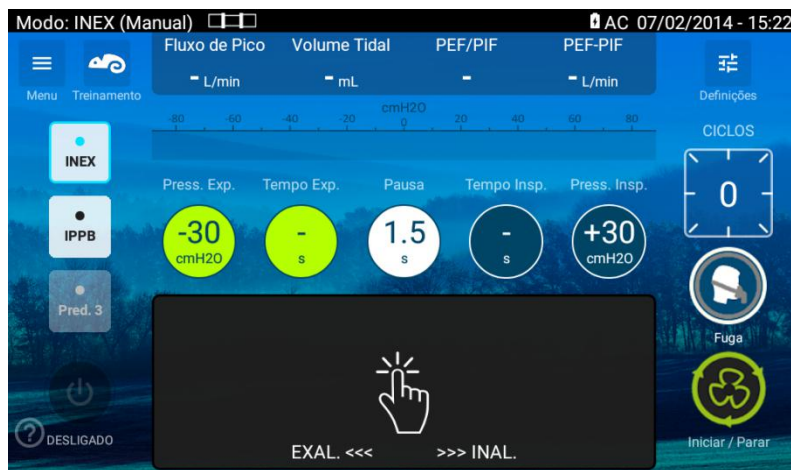 Modo: INEX (Manual) AC 07/02/2014 - 15:22
Menu Treinamento
Fluxo de Pico Volume Tidal PEF/PIF PEF-PIF
- L/min - mL - - L/min
Definições
cmH2O
-80 -60 -40 -20 0 20 40 60 80
INEX
IPPB
Pred. 3
DESLIGADO
Press. Exp. Tempo Exp. Pausa Tempo Insp. Press. Insp.
-30 - 1.5 - +30
cmH2O s s s cmH2O
EXAL. <<< >>> INAL.
CICLOS
0
Fuga
Iniciar / Parar
?